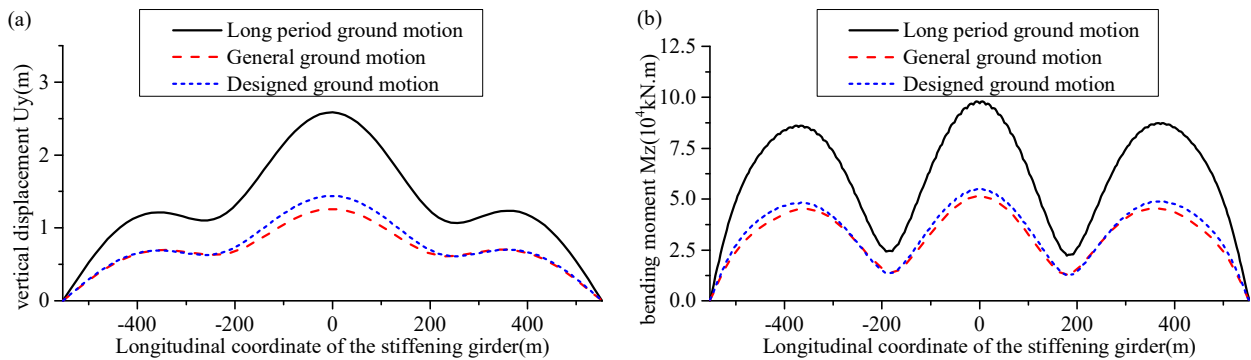 (a)
Long period ground motion
General ground motion
Designed ground motion
vertical displacement Uy(m)
3
2
1
0
-400 -200 0 200 400
Longitudinal coordinate of the stiffening girder(m)
(b)
Long period ground motion
General ground motion
Designed ground motion
bending moment Mz(10⁴kN.m)
12.5
10.0
7.5
5.0
2.5
0.0
-400 -200 0 200 400
Longitudinal coordinate of the stiffening girder(m)